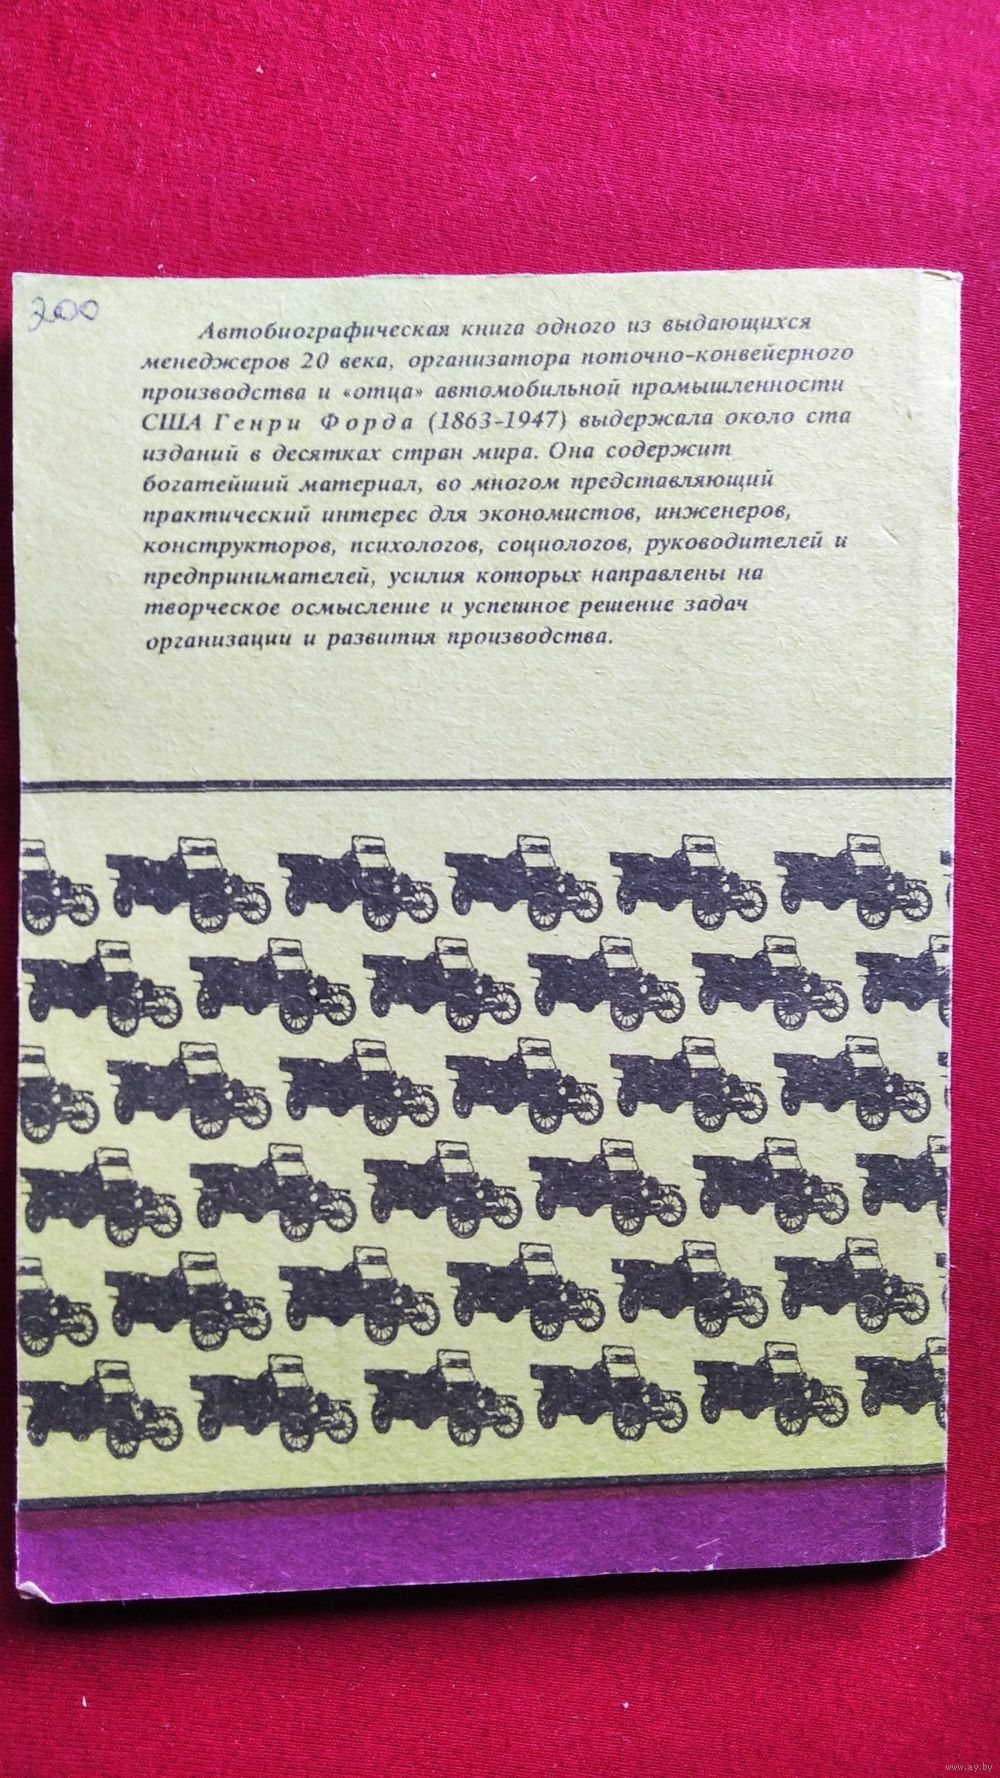 200
Автобиографическая книга одного из выдающихся
менеджеров 20 века, организатора поточно-конвейерного
производства и «отца» автомобильной промышленности
США Генри Форда (1863-1947) выдержала около ста
изданий в десятках стран мира. Она содержит
богатейший материал, во многом представляющий
практический интерес для экономистов, инженеров,
конструкторов, психологов, социологов, руководителей и
предпринимателей, усилия которых направлены на
творческое осмысление и успешное решение задач
организации и развития производства.
www.ay.by